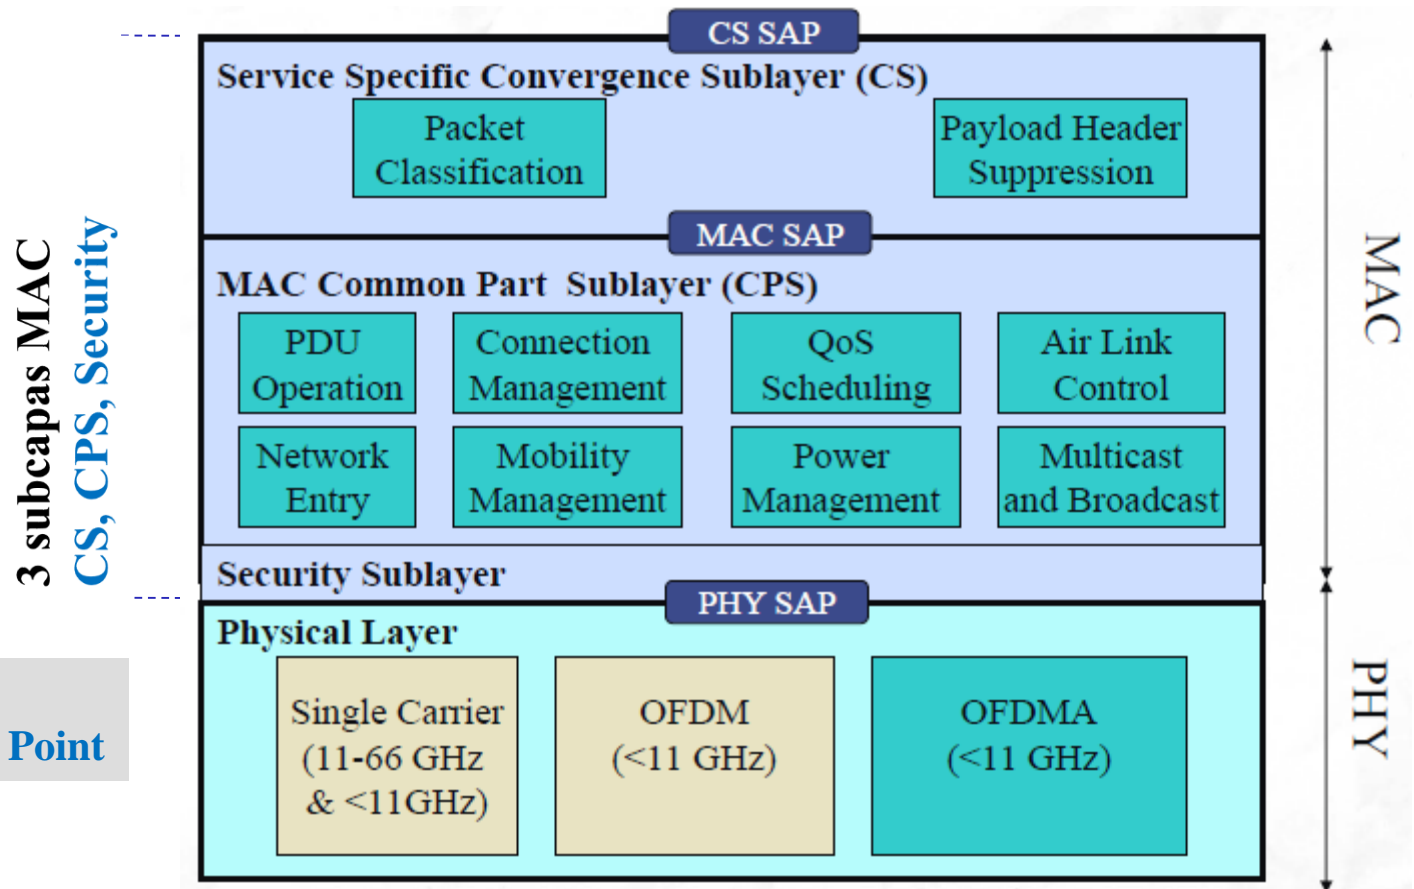 CS SAP
Service Specific Convergence Sublayer (CS)
Packet
Classification
Payload Header
Suppression
MAC SAP
MAC Common Part Sublayer (CPS)
PDU
Operation
Connection
Management
QoS
Scheduling
Air Link
Control
Network
Entry
Mobility
Management
Power
Management
Multicast
and Broadcast
Security Sublayer
PHY SAP
Physical Layer
Single Carrier
(11-66 GHz
& <11GHz)
OFDM
(<11 GHz)
OFDMA
(<11 GHz)
3 subcapas MAC
CS, CPS, Security
Point
MAC
PHY